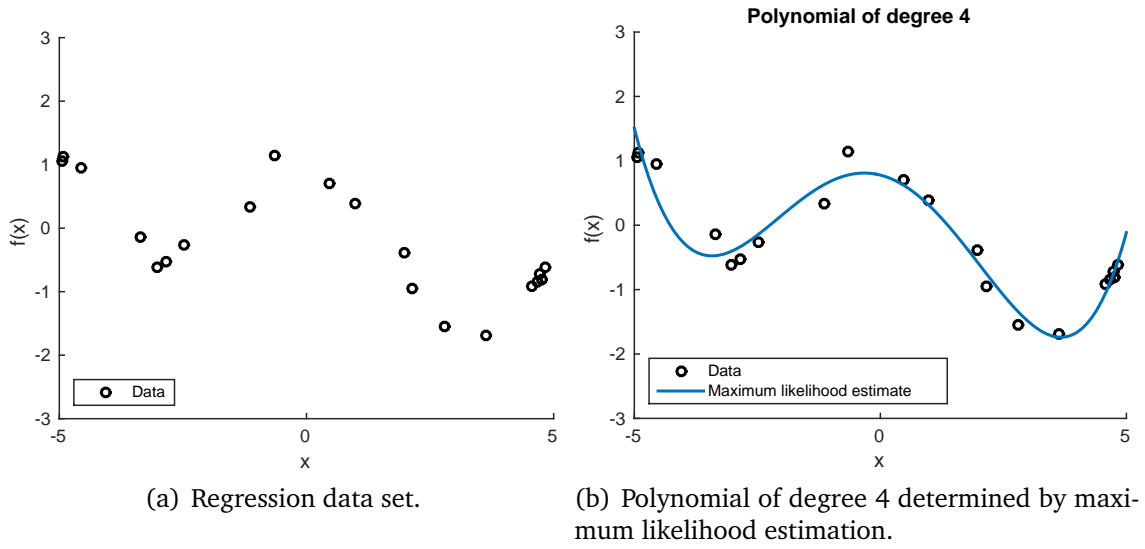 Polynomial of degree 4
3
2
1
0
-1
-2
-3
f(x)
Data
-5
0
5
x
3
2
1
0
-1
-2
-3
f(x)
Data
Maximum likelihood estimate
-5
0
5
x
(a) Regression data set.
(b) Polynomial of degree 4 determined by maxi-
mum likelihood estimation.